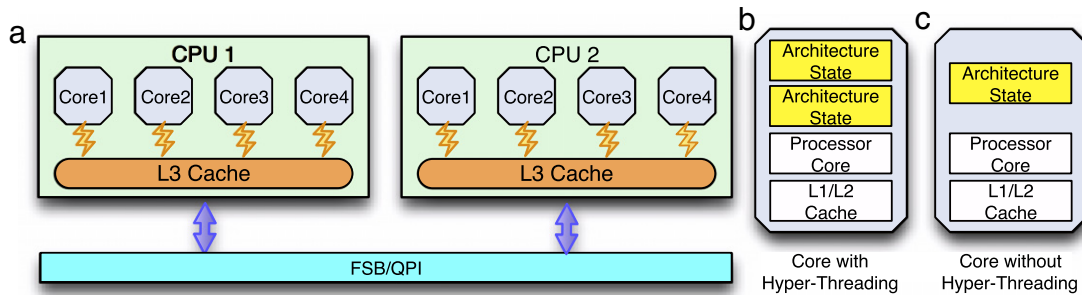 a
CPU 1
Core1
Core2
Core3
Core4
L3 Cache
CPU 2
Core1
Core2
Core3
Core4
L3 Cache
FSB/QPI
b
Architecture
State
Architecture
State
Processor
Core
L1/L2
Cache
Core with
Hyper-Threading
c
Architecture
State
Processor
Core
L1/L2
Cache
Core without
Hyper-Threading